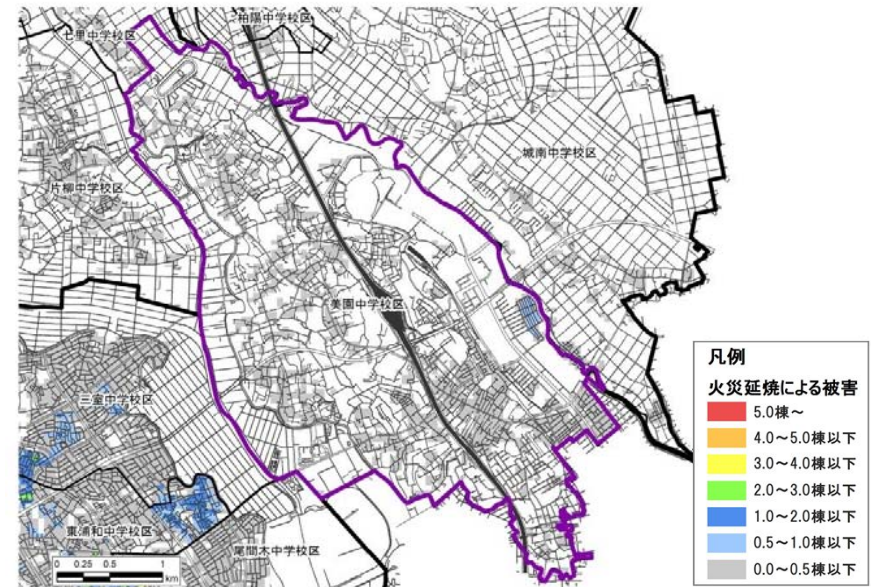 柏陽中学校区
七里中学校区
城南中学校区
片柳中学校区
美園中学校区
三室中学校区
東浦和中学校区
尾間木中学校区
0 0.25 0.5 1
km
凡例
火災延焼による被害
5.0棟～
4.0～5.0棟以下
3.0～4.0棟以下
2.0～3.0棟以下
1.0～2.0棟以下
0.5～1.0棟以下
0.0～0.5棟以下